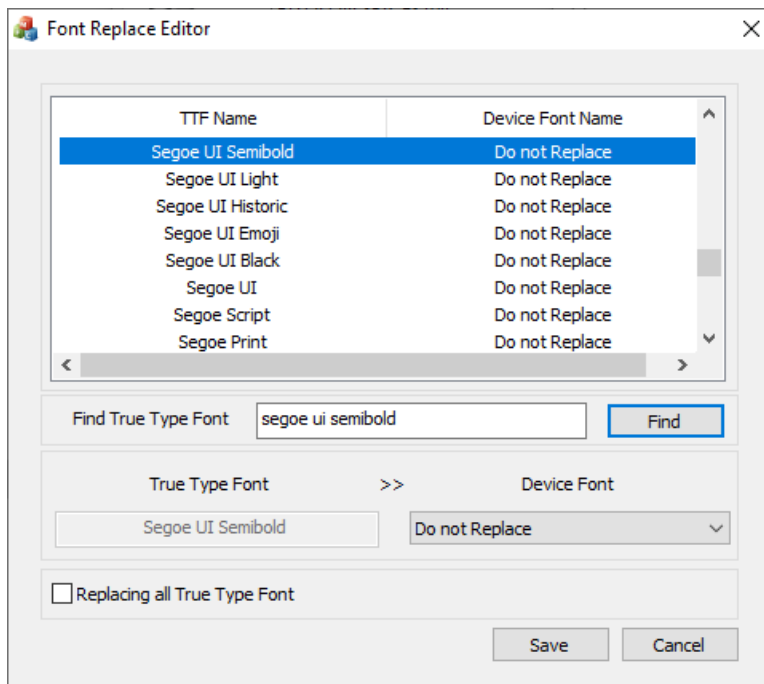 Font Replace Editor
TTF Name Device Font Name
Segoe UI Semibold Do not Replace
Segoe UI Light Do not Replace
Segoe UI Historic Do not Replace
Segoe UI Emoji Do not Replace
Segoe UI Black Do not Replace
Segoe UI Do not Replace
Segoe Script Do not Replace
Segoe Print Do not Replace
Find True Type Font segoe ui semibold Find
True Type Font >> Device Font
Segoe UI Semibold Do not Replace
Replacing all True Type Font
Save Cancel